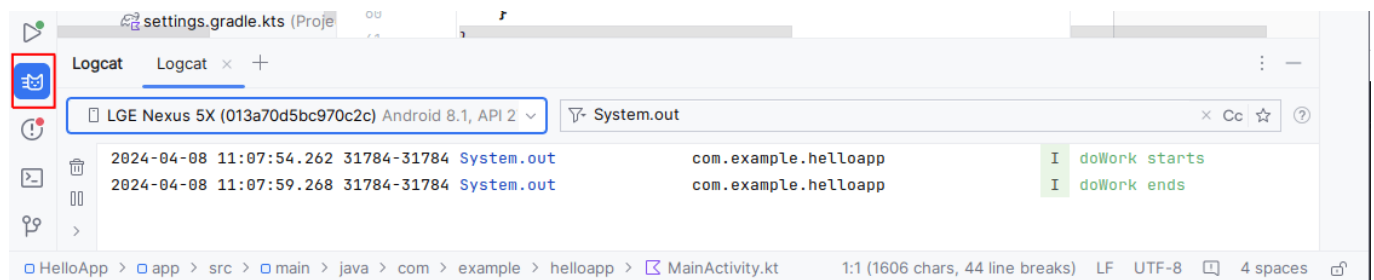 settings.gradle.kts (Proje
Logcat Logcat × +
LGE Nexus 5X (013a70d5bc970c2c) Android 8.1, API 2 System.out × Cc
2024-04-08 11:07:54.262 31784-31784 System.out com.example.helloapp I doWork starts
2024-04-08 11:07:59.268 31784-31784 System.out com.example.helloapp I doWork ends
HelloApp > app > src > main > java > com > example > helloapp > MainActivity.kt 1:1 (1606 chars, 44 line breaks) LF UTF-8 4 spaces